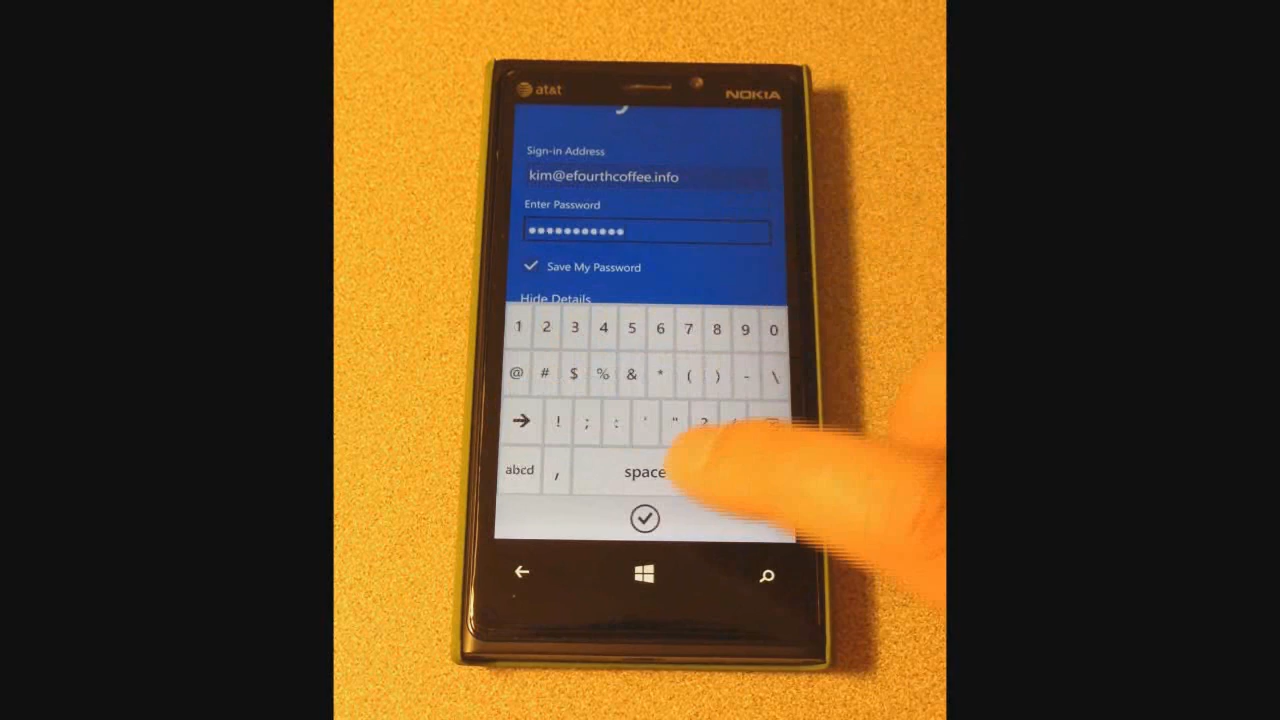 at&t NOKIA
Sign-in Address
kim@efourthcoffee.info
Enter Password
Save My Password
Hide Details
1 2 3 4 5 6 7 8 9 0
@ # $ % & * ( ) - \
! ; : ' " ?
abcd , space